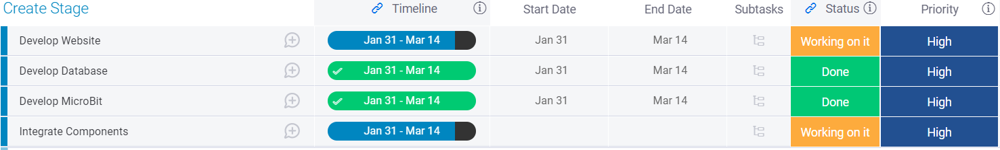 Create Stage Timeline Start Date End Date Subtasks Status Priority
Develop Website Jan 31 - Mar 14 Jan 31 Mar 14 Working on it High
Develop Database Jan 31 - Mar 14 Jan 31 Mar 14 Done High
Develop MicroBit Jan 31 - Mar 14 Jan 31 Mar 14 Done High
Integrate Components Jan 31 - Mar 14 Working on it High